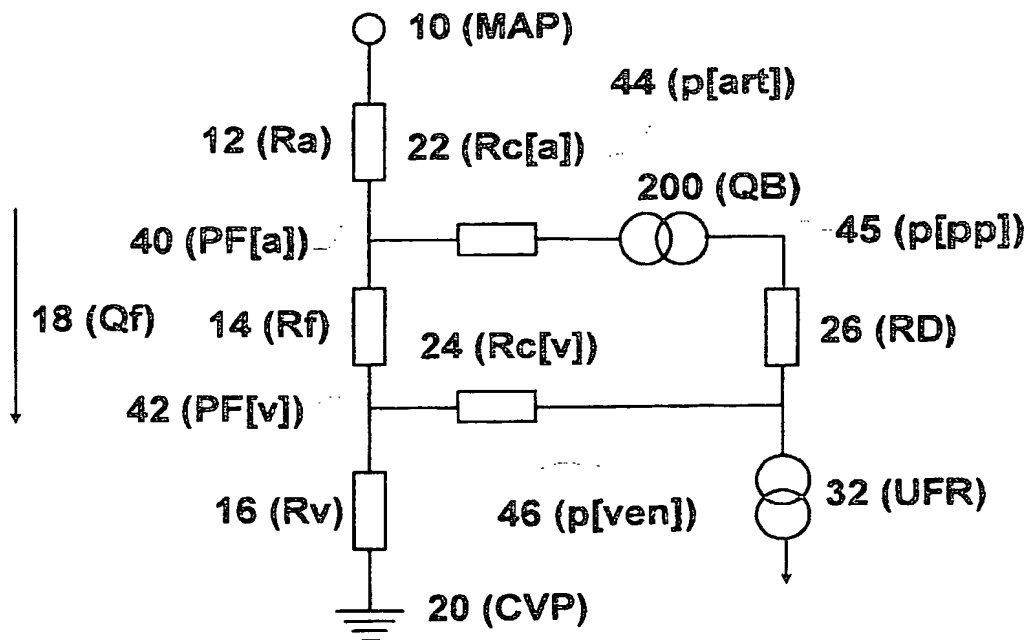 10 (MAP)
44 (p[art])
12 (Ra)
22 (Rc[a])
200 (QB)
40 (PF[a])
45 (p[pp])
18 (Qf)
14 (Rf)
24 (Rc[v])
26 (RD)
42 (PF[v])
16 (Rv)
46 (p[ven])
32 (UFR)
20 (CVP)